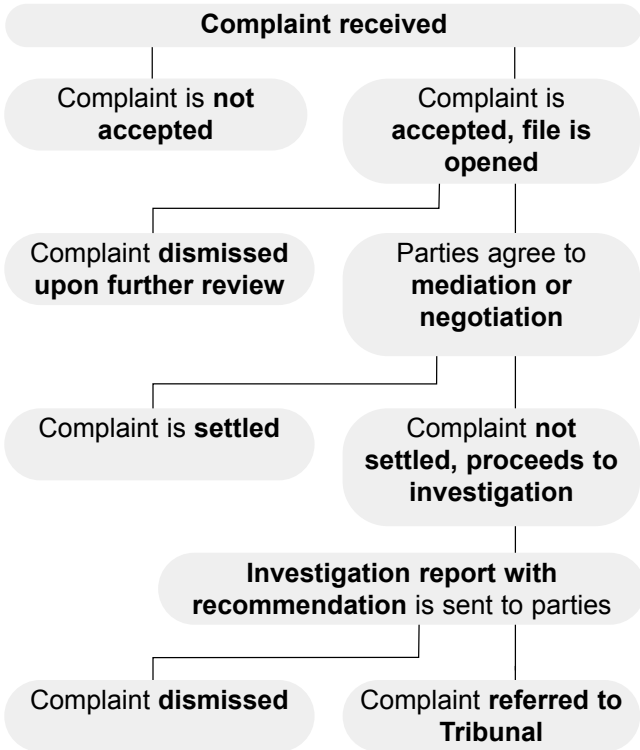 Complaint received
Complaint is not
accepted
Complaint is
accepted, file is
opened
Complaint dismissed
upon further review
Parties agree to
mediation or
negotiation
Complaint is settled
Complaint not
settled, proceeds to
investigation
Investigation report with
recommendation is sent to parties
Complaint dismissed
Complaint referred to
Tribunal